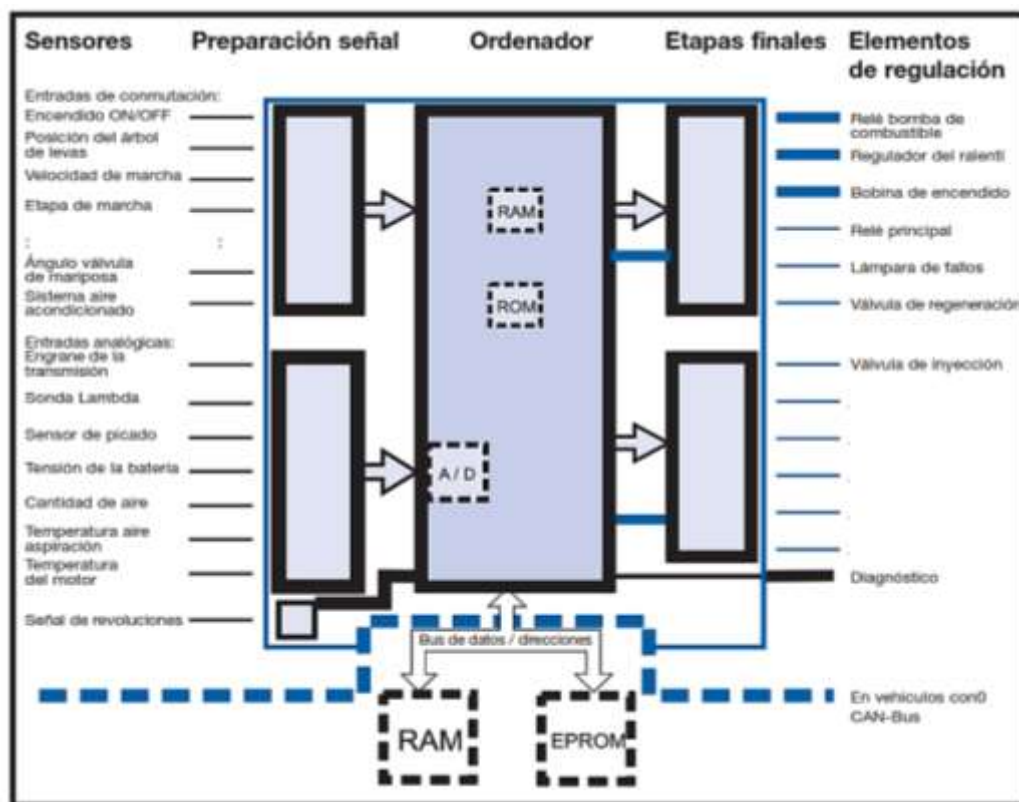 Sensores
Preparación señal
Ordenador
Etapas finales
Elementos
de regulación
Entradas de conmutación:
Encendido ON/OFF
Posición del árbol
de levas
Velocidad de marcha
Etapa de marcha
: :
Ángulo válvula
de mariposa
Sistema aire
acondicionado
Entradas analógicas:
Engrane de la
transmisión
Sonda Lambda
Sensor de picado
Tensión de la batería
Cantidad de aire
Temperatura aire
aspiración
Temperatura
del motor
Señal de revoluciones
RAM
ROM
A / D
Bus de datos / direcciones
RAM
EPROM
Relé bomba de
combustible
Regulador del ralentí
Bobina de encendido
Relé principal
Lámpara de fallos
Válvula de regeneración
Válvula de inyección
.
.
.
.
.
Diagnóstico
En vehículos con0
CAN-Bus